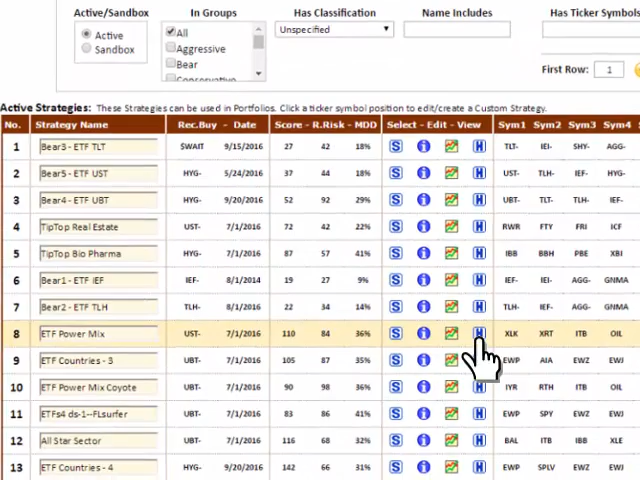 Active/Sandbox In Groups Has Classification Name Includes Has Ticker Symbols
Active All Unspecified
Sandbox Aggressive
Bear
Conservative First Row: 1
Active Strategies: These Strategies can be used in Portfolios. Click a ticker symbol position to edit/create a Custom Strategy.
No. Strategy Name Rec.Buy - Date Score - R.Risk - MDD Select - Edit - View Sym1 Sym2 Sym3 Sym4
1 Bear3 - ETF TLT $WAIT 9/15/2016 27 42 18% S i H TLT- IEI- SHY- AGG-
2 Bear5 - ETF UST HYG- 5/24/2016 37 44 18% S i H UST- TLH- IEF- HYG-
3 Bear4 - ETF UBT HYG- 9/20/2016 52 92 29% S i H UBT- TLT- TLH- IEF-
4 TipTop Real Estate UST- 7/1/2016 72 42 22% S i H RWR FTY FRI ICF
5 TipTop Bio Pharma HYG- 7/1/2016 87 57 41% S i H IBB BBH PBE XBI
6 Bear1 - ETF IEF IEF- 8/1/2014 19 27 9% S i H IEF- IEI- AGG- GNMA
7 Bear2 - ETF TLH TLH- 8/1/2016 22 34 14% S i H TLH- IEF- AGG- GNMA
8 ETF Power Mix UST- 7/1/2016 110 84 36% S i H XLK XRT ITB OIL
9 ETF Countries - 3 UBT- 7/1/2016 105 87 35% S i EWP AIA EWZ EWJ
10 ETF Power Mix Coyote UBT- 7/1/2016 90 98 36% S i H IYR RTH ITB OIL
11 ETFs4 ds-1--FLsurfer UBT- 7/1/2016 83 86 41% S i H EWP SPY EWZ EWJ
12 All Star Sector UBT- 7/1/2016 116 68 32% S i H BAL ITB IBB XLE
13 ETF Countries - 4 HYG- 9/20/2016 142 66 31% S i H EWP SPLV EWZ EWJ